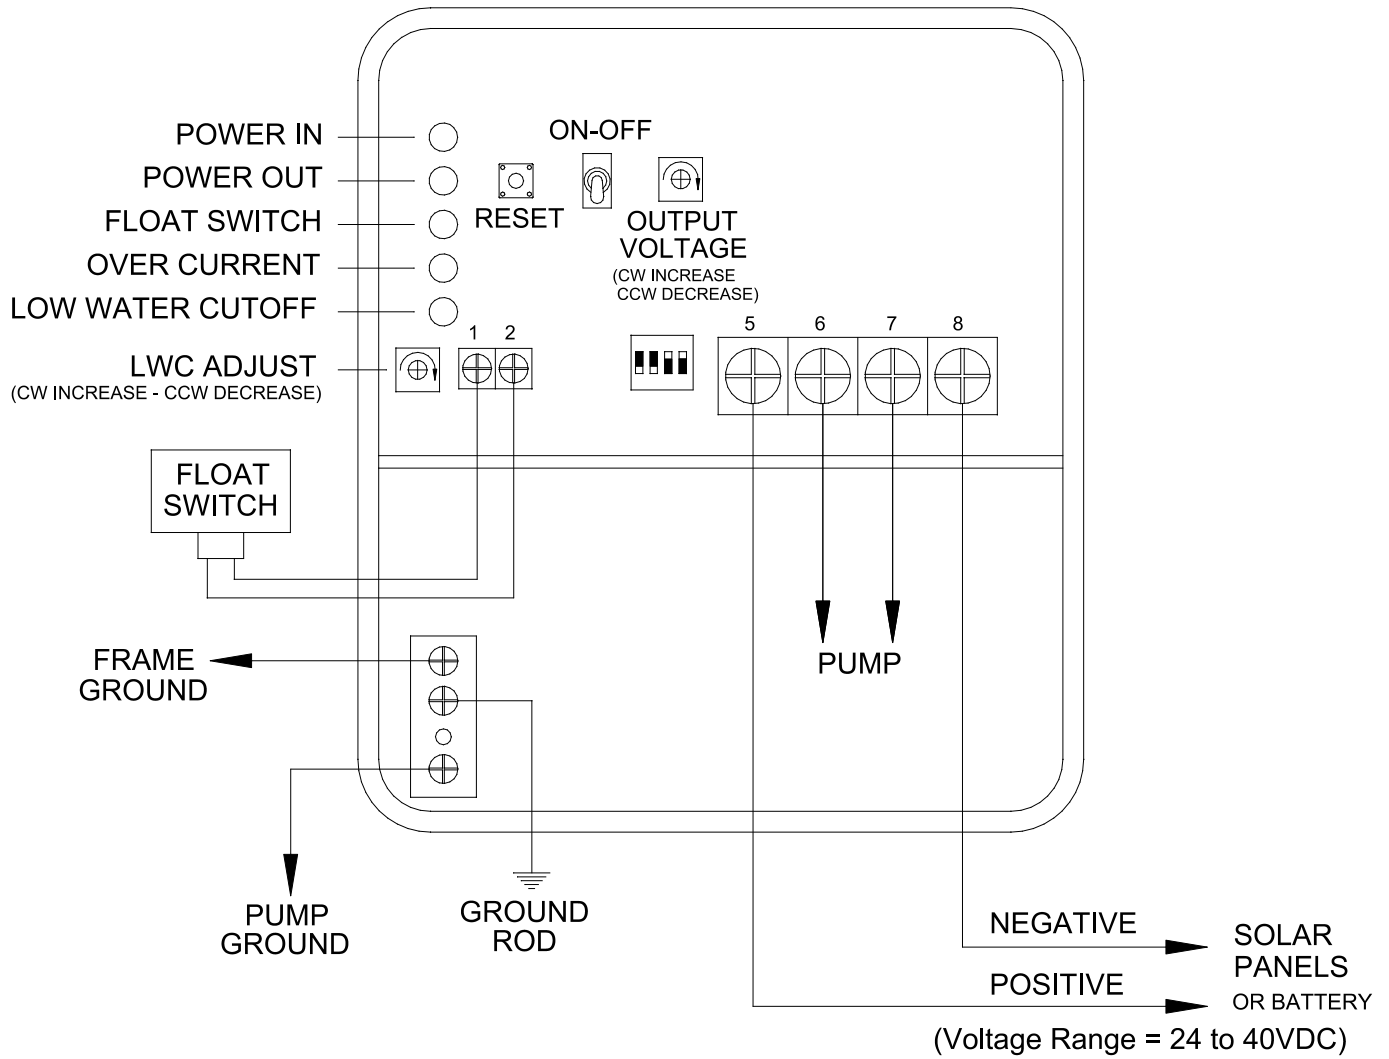 POWER IN
POWER OUT
FLOAT SWITCH
OVER CURRENT
LOW WATER CUTOFF
LWC ADJUST
(CW INCREASE - CCW DECREASE)
ON-OFF
RESET
OUTPUT
VOLTAGE
(CW INCREASE
CCW DECREASE)
1 2
5 6 7 8
FLOAT
SWITCH
FRAME
GROUND
PUMP
PUMP
GROUND
GROUND
ROD
NEGATIVE
POSITIVE
SOLAR
PANELS
OR BATTERY
(Voltage Range = 24 to 40VDC)